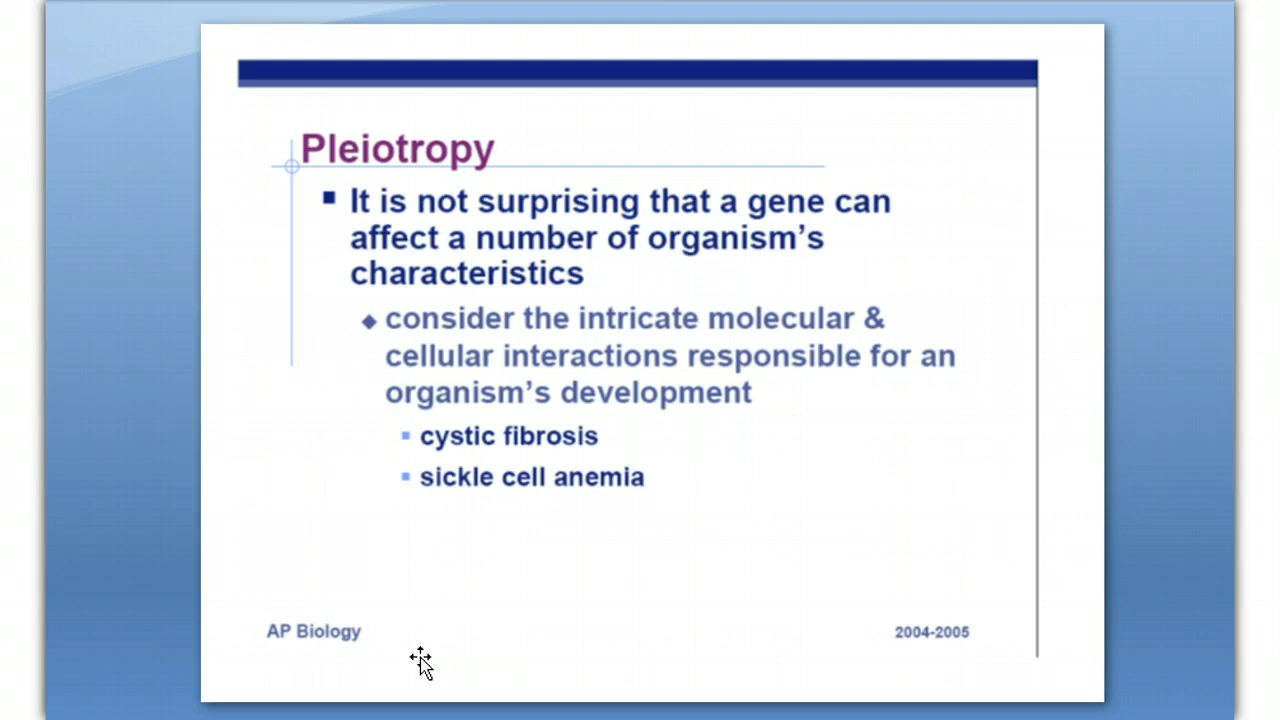 Pleiotropy
It is not surprising that a gene can
affect a number of organism’s
characteristics
consider the intricate molecular &
cellular interactions responsible for an
organism’s development
cystic fibrosis
sickle cell anemia
AP Biology
2004-2005